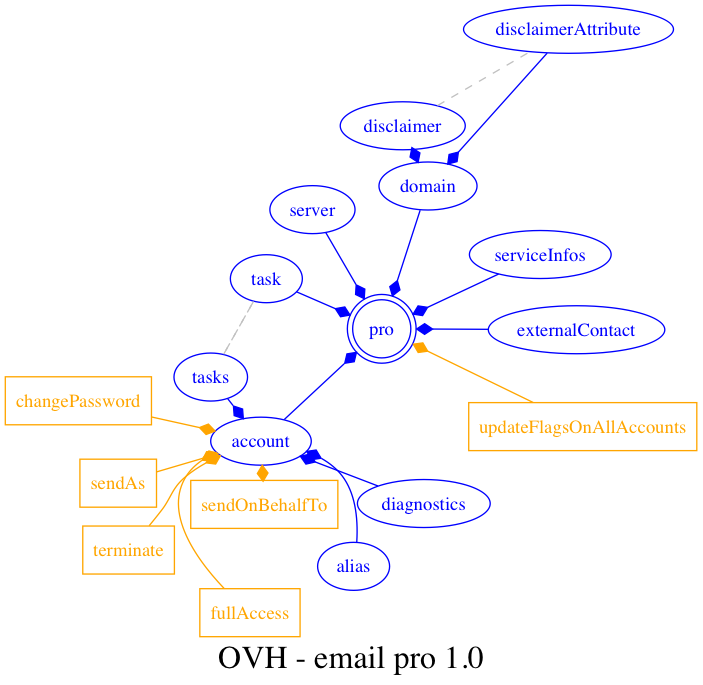 disclaimerAttribute
disclaimer
domain
server
serviceInfos
task
externalContact
pro
tasks
changePassword
updateFlagsOnAllAccounts
account
sendAs
sendOnBehalfTo
diagnostics
terminate
alias
fullAccess
OVH - email pro 1.0